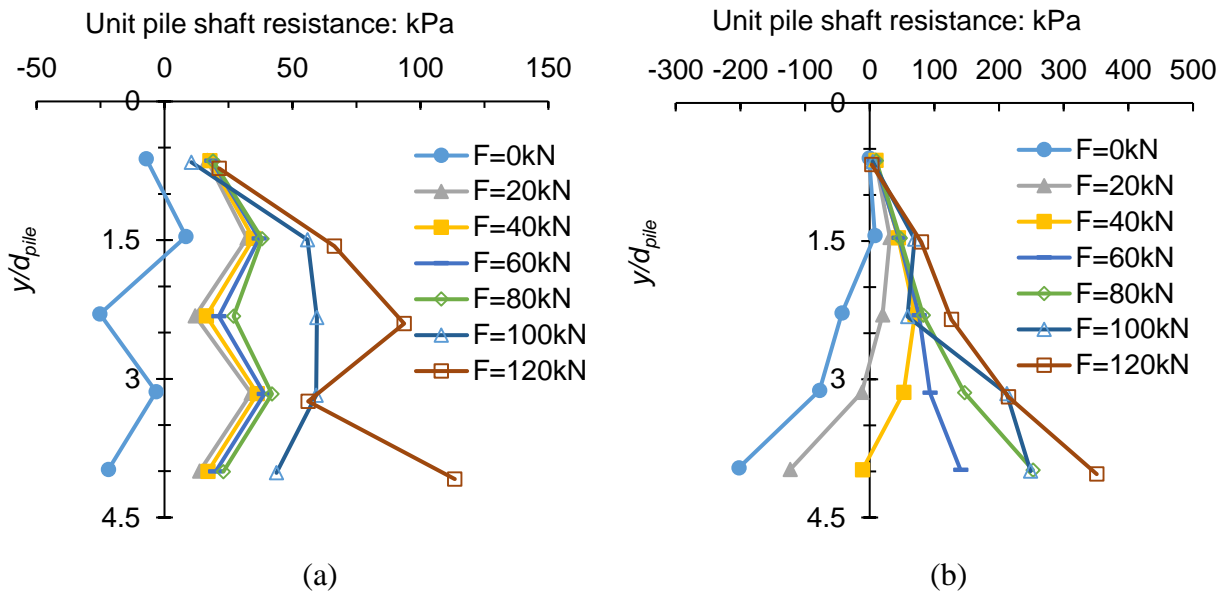 Unit pile shaft resistance: kPa
-50 0 50 100 150
0
1.5
3
4.5
y/dpile
F=0kN
F=20kN
F=40kN
F=60kN
F=80kN
F=100kN
F=120kN
(a)
Unit pile shaft resistance: kPa
-300 -200 -100 0 100 200 300 400 500
0
1.5
3
4.5
y/dpile
F=0kN
F=20kN
F=40kN
F=60kN
F=80kN
F=100kN
F=120kN
(b)